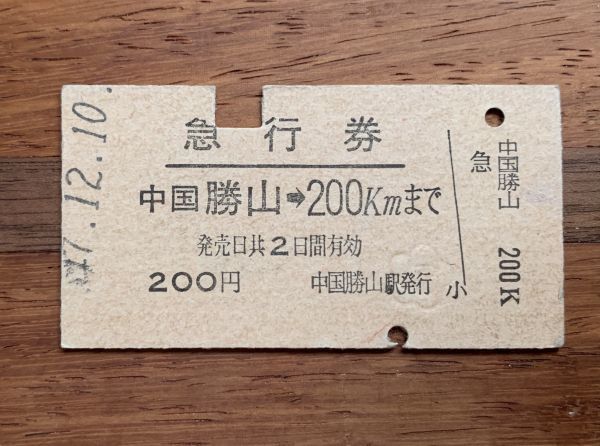 47.12.10.
急行券
中国勝山➡200Kmまで
発売日共2日間有効
200円 中国勝山駅発行
小
急
中国勝山 200K